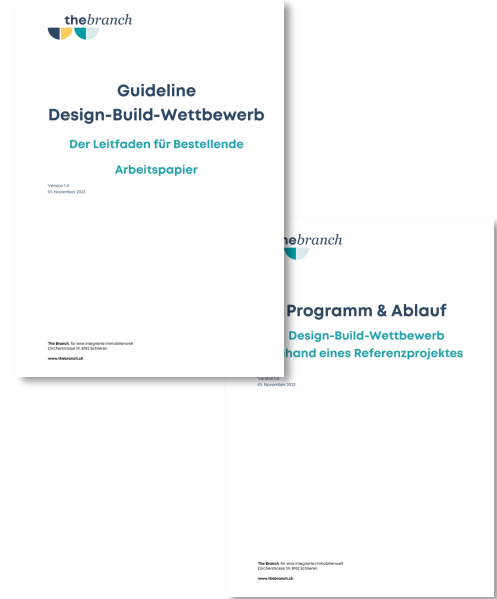 thebranch
Guideline
Design-Build-Wettbewerb
Der Leitfaden für Bestellende
Arbeitspapier
Version 1.0
01. November 2023
The Branch, für eine integrierte Immobilienwelt
Zürcherstrasse 39, 8952 Schlieren
www.thebranch.ch
hebranch
Programm & Ablauf
Design-Build-Wettbewerb
hand eines Referenzprojektes
Version 1.0
01. November 2023
The Branch, für eine integrierte Immobilienwelt
Zürcherstrasse 39, 8952 Schlieren
www.thebranch.ch